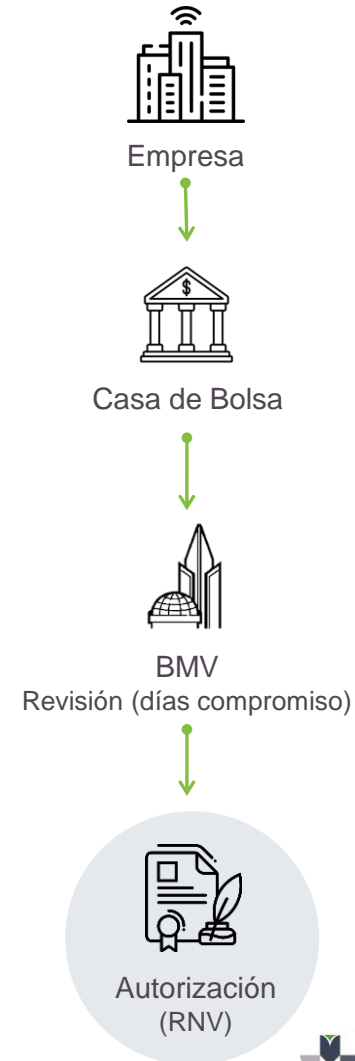 Empresa
$
Casa de Bolsa
BMV
Revisión (días compromiso)
Autorización
(RNV)